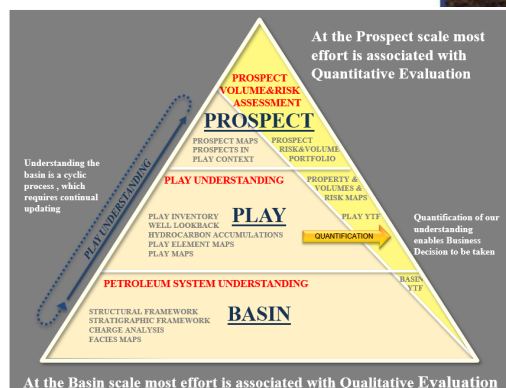 At the Prospect scale most
effort is associated with
Quantitative Evaluation
PROSPECT
VOLUME&RISK
ASSESSMENT
PROSPECT
PROSPECT MAPS
PROSPECTS IN
PLAY CONTEXT
PROSPECT
RISK&VOLUME
PORTFOLIO
Understanding the
basin is a cyclic
process , which
requires continual
updating
PLAY UNDERSTANDING
PLAY UNDERSTANDING
PROPERTY &
VOLUMES &
RISK MAPS
PLAY INVENTORY
WELL LOOKBACK
HYDROCARBON ACCUMULATIONS
PLAY ELEMENT MAPS
PLAY MAPS
PLAY
PLAY YTF
QUANTIFICATION
Quantification of our
understanding
enables Business
Decision to be taken
PETROLEUM SYSTEM UNDERSTANDING
BASIN
YTF
STRUCTURAL FRAMEWORK
STRATIGRAPHIC FRAMEWORK
CHARGE ANALYSIS
FACIES MAPS
BASIN
At the Basin scale most effort is associated with Qualitative Evaluation